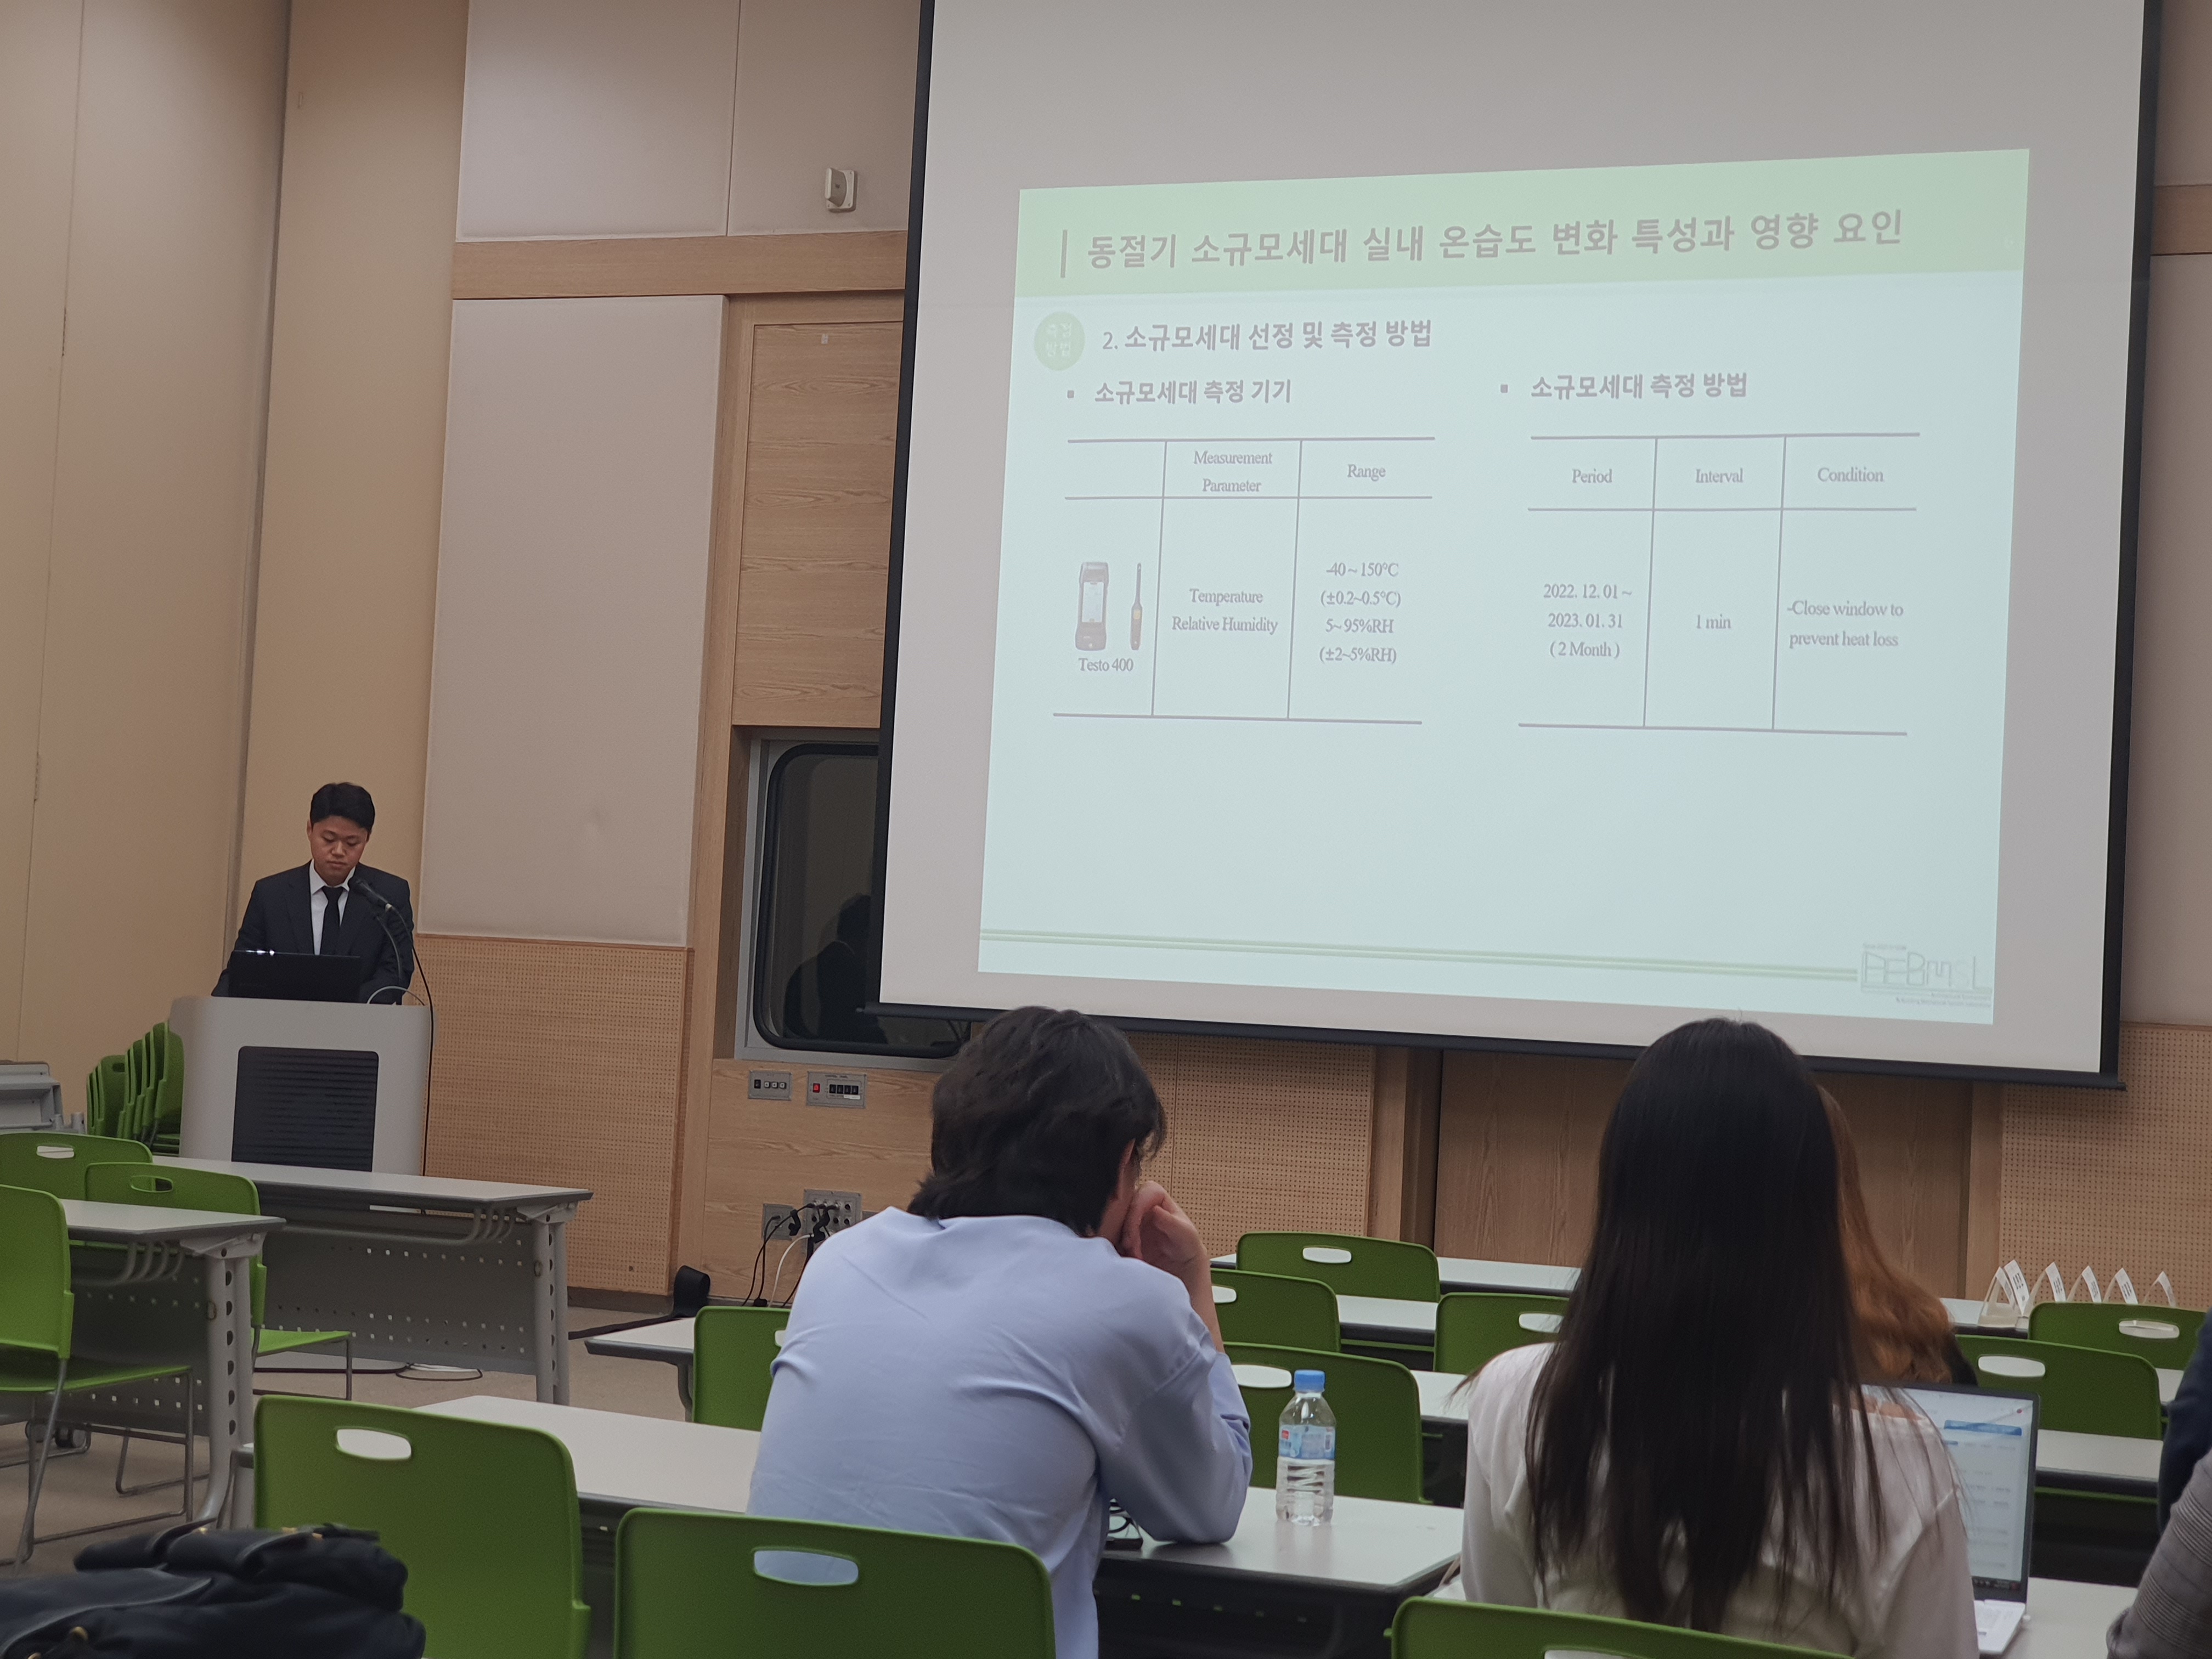 동절기 소규모세대 실내 온습도 변화 특성과 영향 요인
측정
방법
2. 소규모세대 선정 및 측정 방법
▪ 소규모세대 측정 기기
Measurement
Parameter
Range
Testo 400
Temperature
Relative Humidity
-40 ~ 150°C
(±0.2~0.5°C)
5~ 95%RH
(±2~5%RH)
▪ 소규모세대 측정 방법
Period
Interval
Condition
2022. 12. 01 ~
2023. 01. 31
( 2 Month )
1 min
-Close window to
prevent heat loss